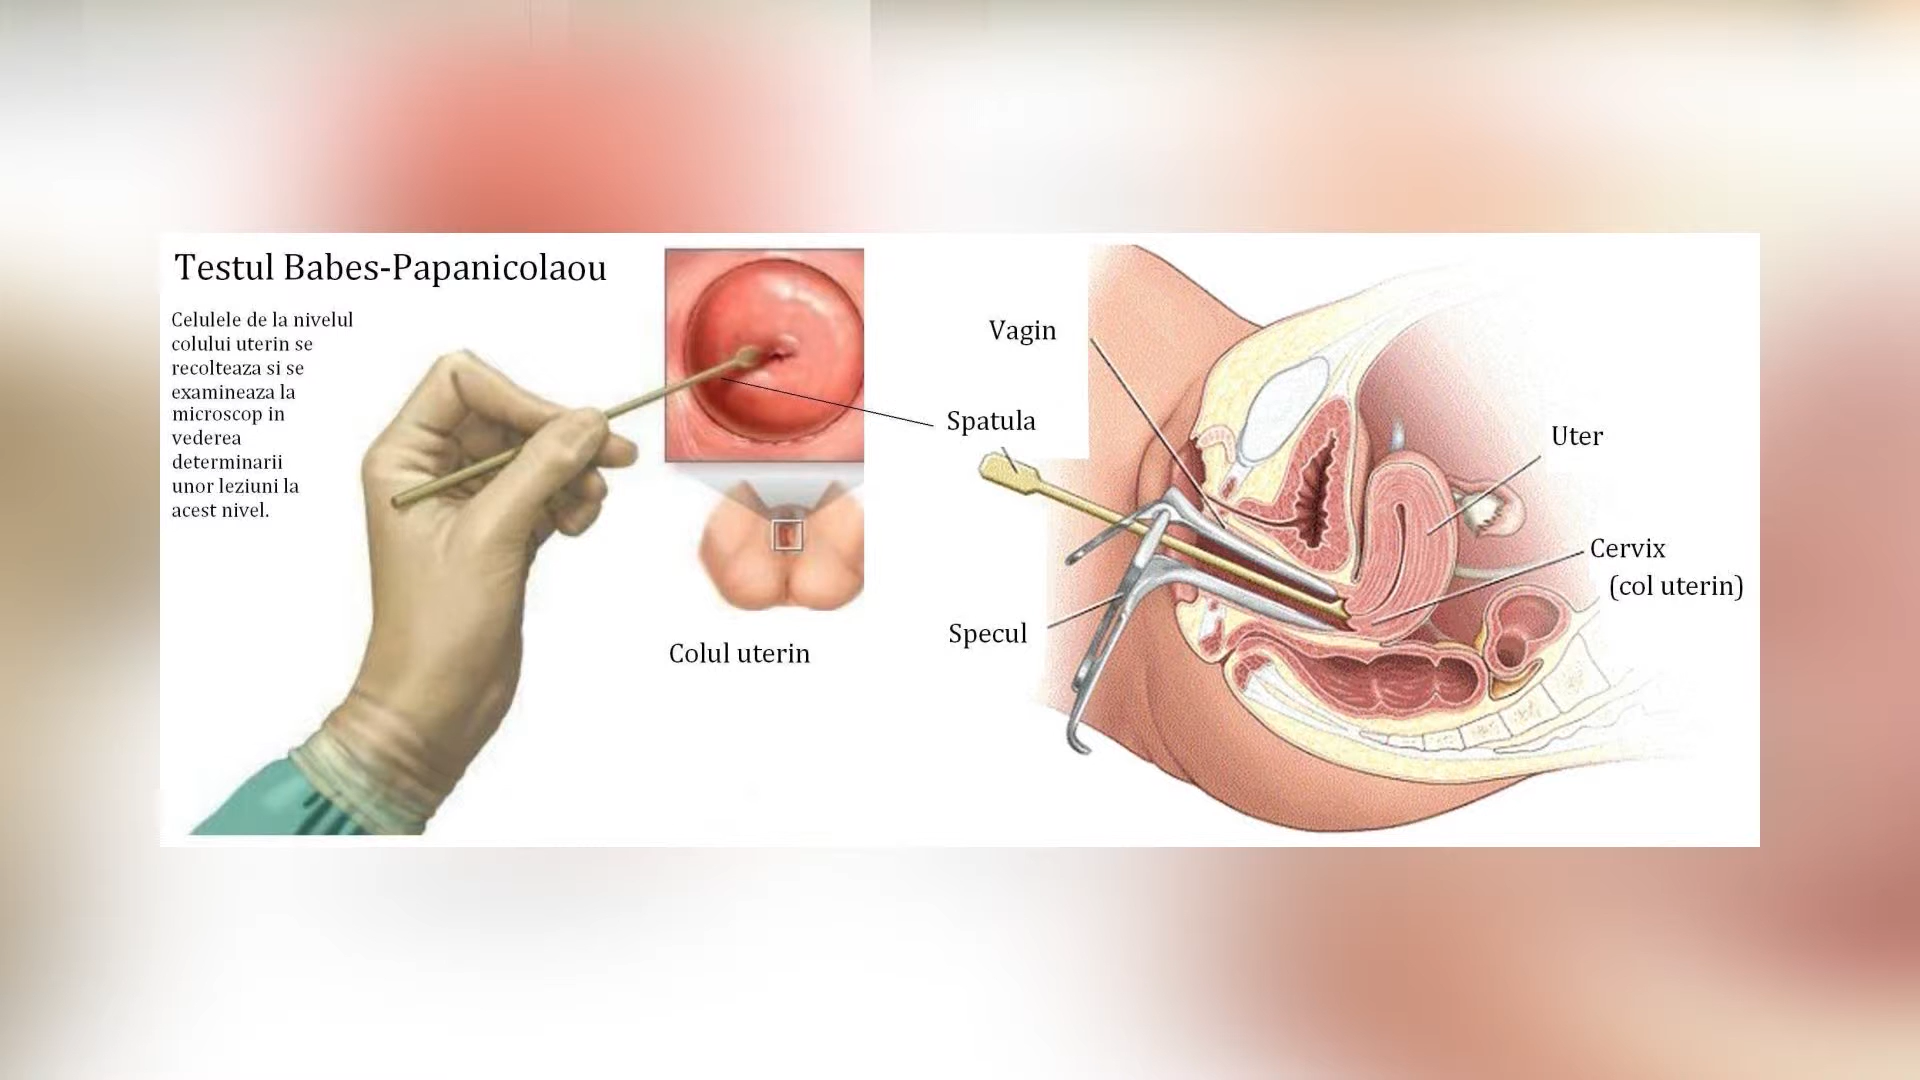 Testul Babes-Papanicolaou
Celulele de la nivelul
colului uterin se
recolteaza si se
examineaza la
microscop in
vederea
determinarii
unor leziuni la
acest nivel.
Colul uterin
Vagin
Spatula
Specul
Uter
Cervix
(col uterin)